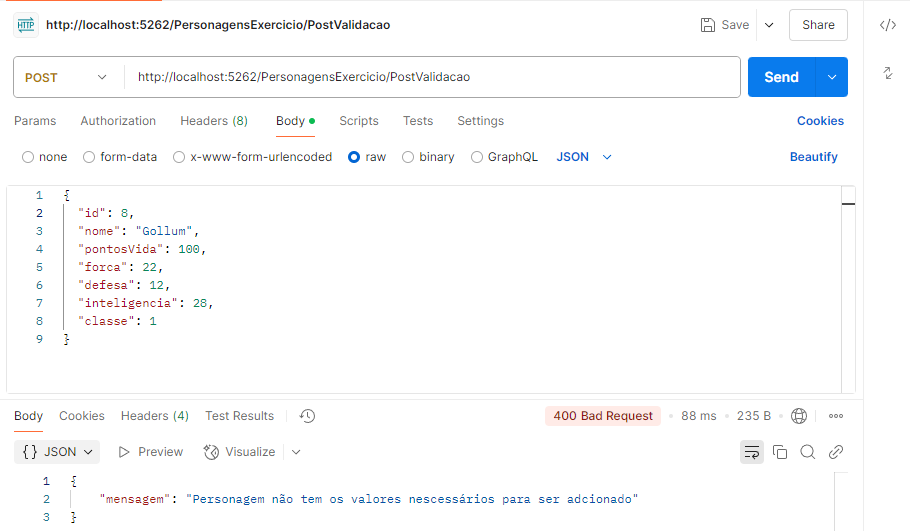 HTTP http://localhost:5262/PersonagensExercicio/PostValidacao Save Share
POST http://localhost:5262/PersonagensExercicio/PostValidacao Send
Params Authorization Headers (8) Body Scripts Tests Settings Cookies
none form-data x-www-form-urlencoded raw binary GraphQL JSON Beautify
1 {
2 "id": 8,
3 "nome": "Gollum",
4 "pontosVida": 100,
5 "forca": 22,
6 "defesa": 12,
7 "inteligencia": 28,
8 "classe": 1
9 }
Body Cookies Headers (4) Test Results 400 Bad Request 88 ms 235 B
{} JSON Preview Visualize
1 {
2 "mensagem": "Personagem não tem os valores nescessários para ser adcionado"
3 }